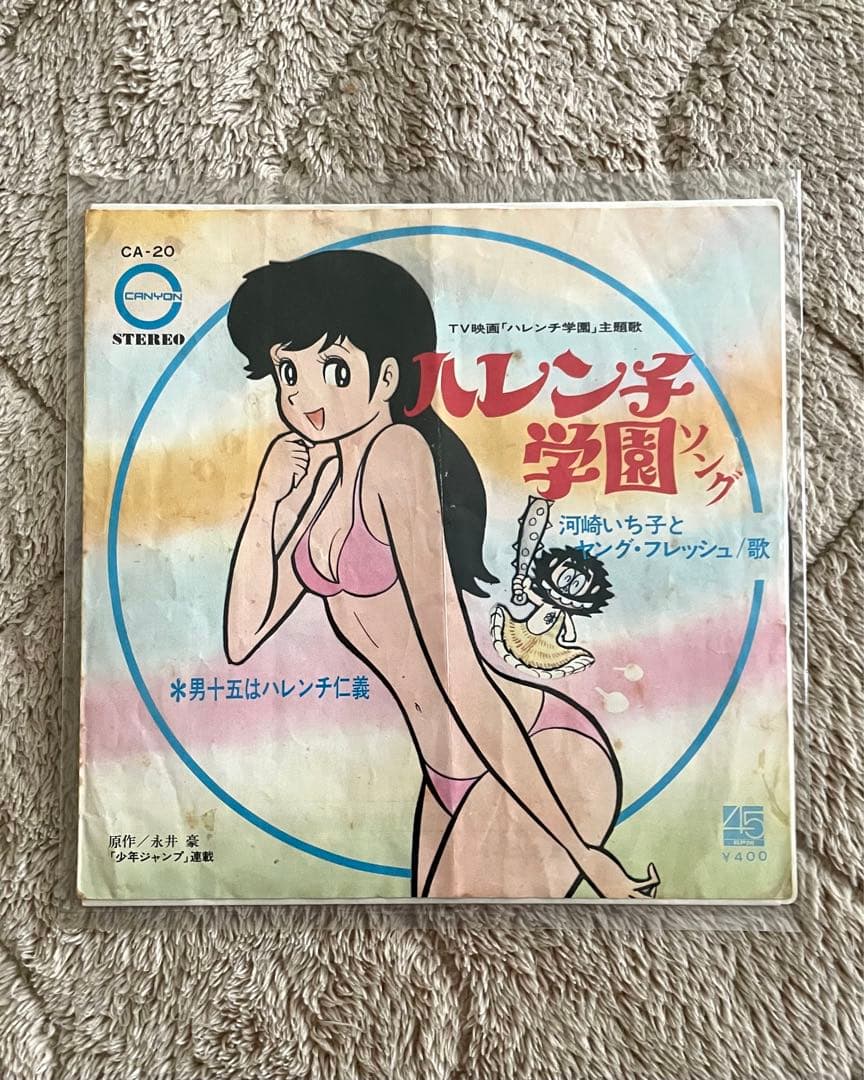 CA-20
CANYON
STEREO
TV映画「ハレンチ学園」主題歌
ハレン子
学園ソング
河崎いち子と
ヤング・フレッシュ/歌
*男十五はハレンチ仁義
原作/永井 豪
「少年ジャンプ」連載
45
¥400